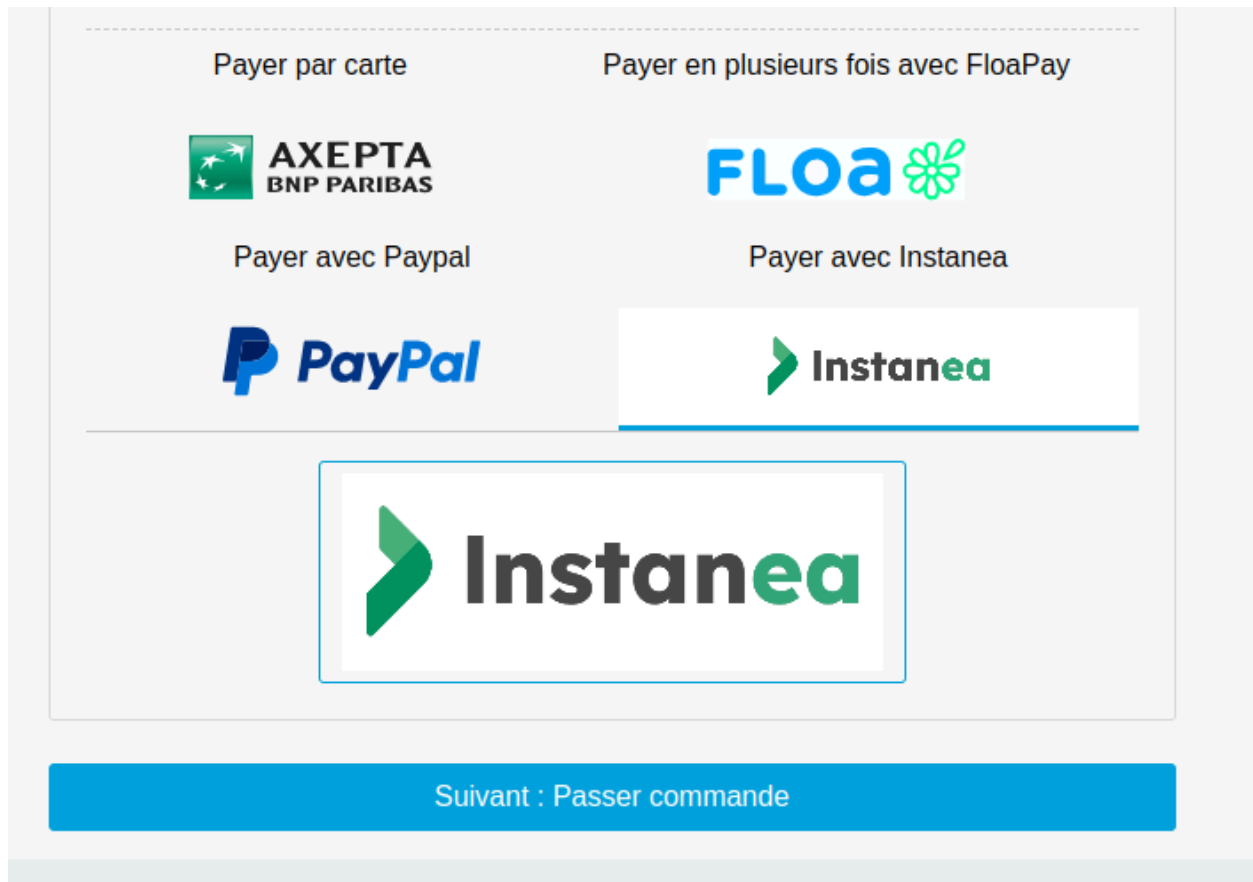 Payer par carte
Payer en plusieurs fois avec FloaPay
AXEPTA
BNP PARIBAS
FLOa
Payer avec Paypal
Payer avec Instanea
PayPal
Instanea
Instanea
Suivant : Passer commande